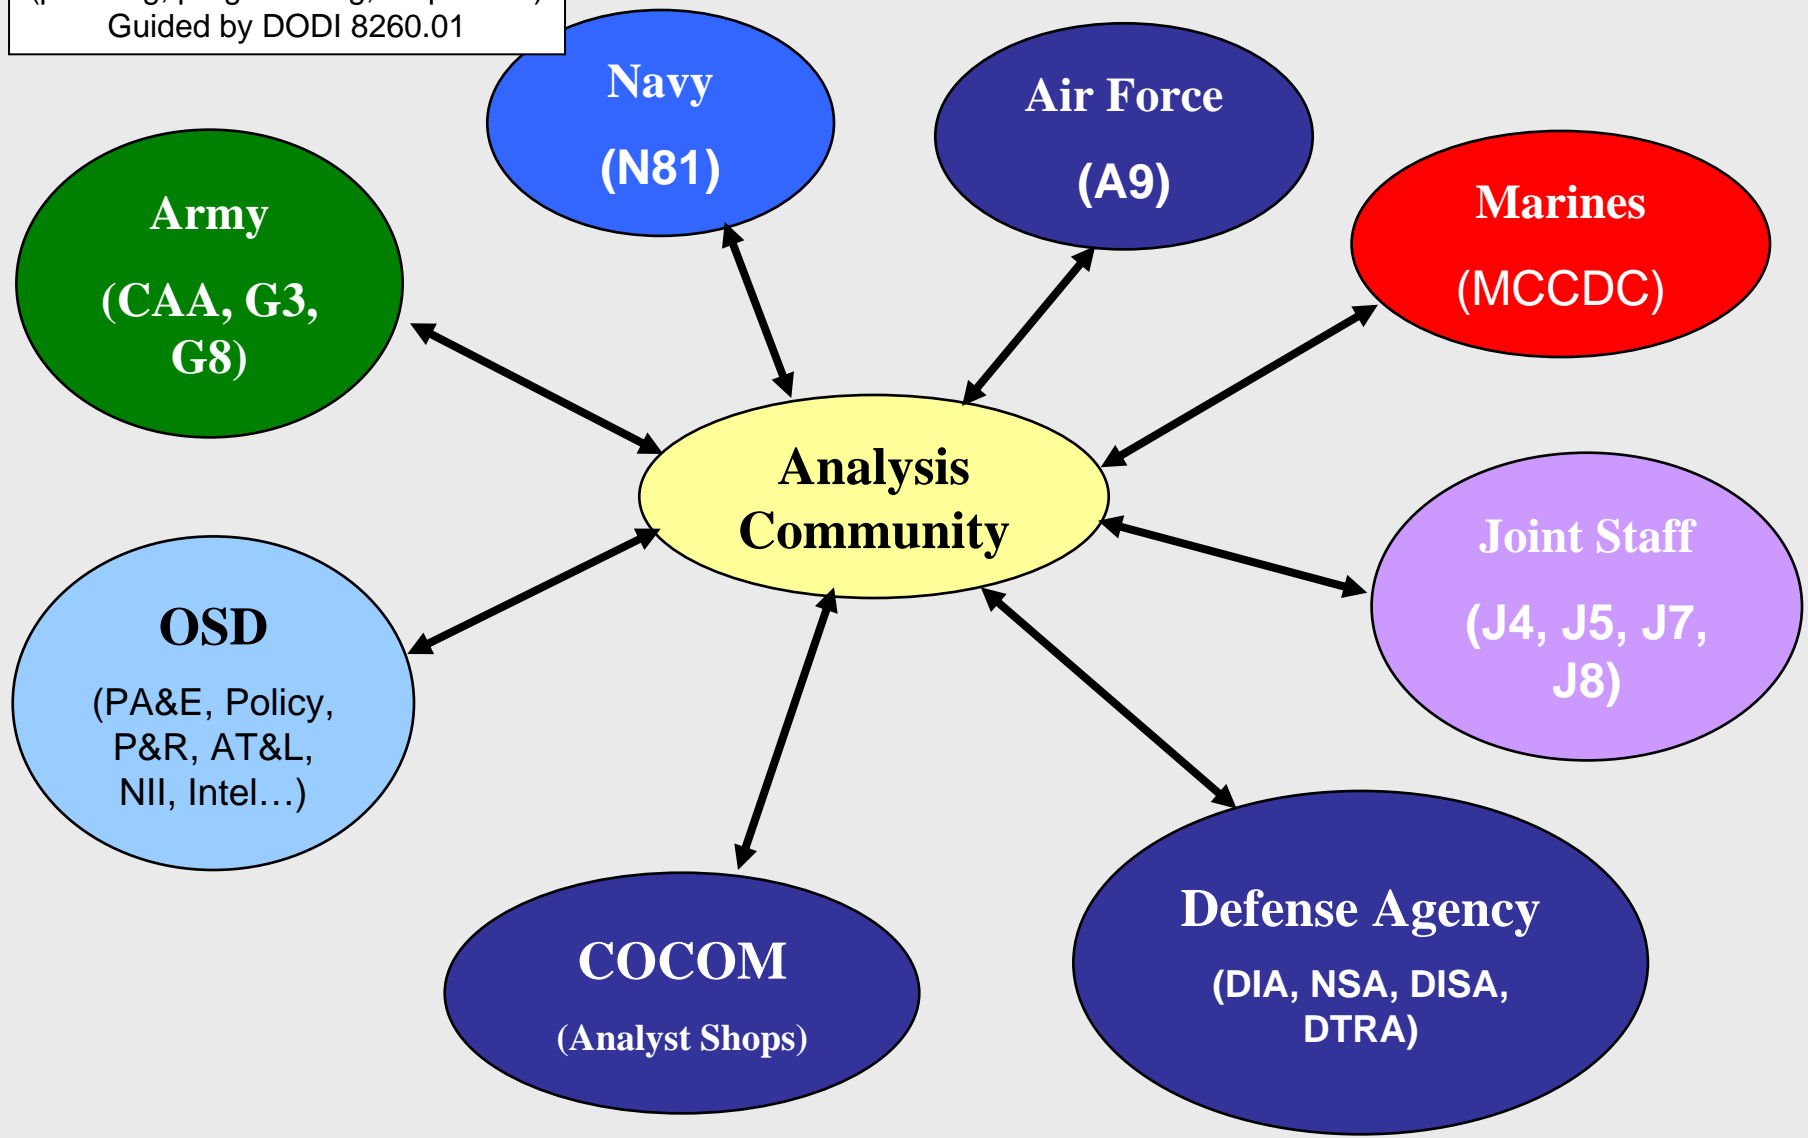 Guided by DODI 8260.01
Navy
(N81)
Air Force
(A9)
Marines
(MCCDC)
Army
(CAA, G3,
G8)
Analysis
Community
Joint Staff
(J4, J5, J7,
J8)
OSD
(PA&E, Policy,
P&R, AT&L,
NII, Intel…)
COCOM
(Analyst Shops)
Defense Agency
(DIA, NSA, DISA,
DTRA)